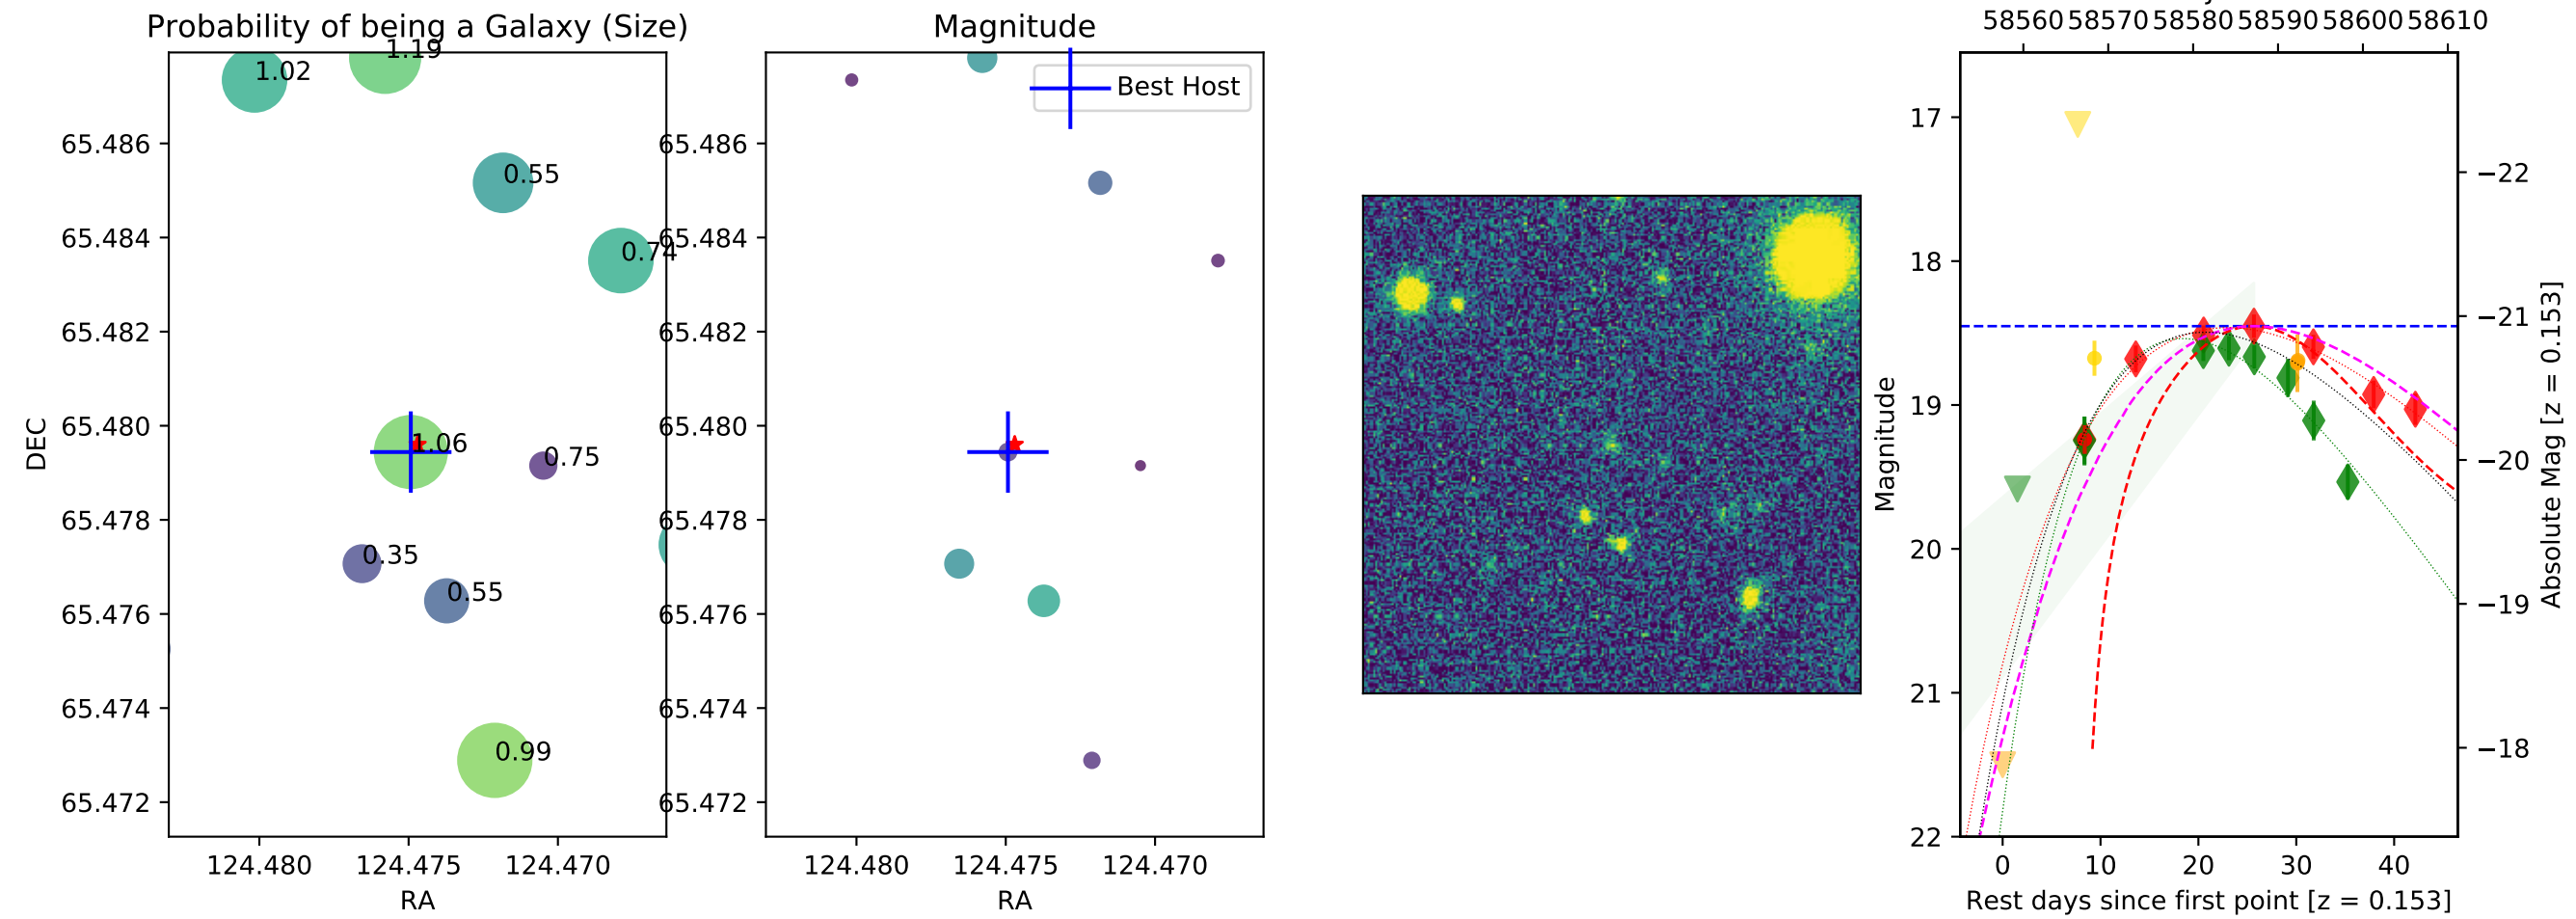 Probability of being a Galaxy (Size)
1.19
1.02
0.55
0.74
1.06
0.75
0.35
0.55
0.99
65.486
65.484
65.482
65.480
65.478
65.476
65.474
65.472
DEC
124.480 124.475 124.470
RA
Magnitude
Best Host
65.486
65.484
65.482
65.480
65.478
65.476
65.474
65.472
124.480 124.475 124.470
RA
58560 58570 58580 58590 58600 58610
Magnitude
17
18
19
20
21
22
−22
−21
−20
−19
−18
Absolute Mag [z = 0.153]
0 10 20 30 40
Rest days since first point [z = 0.153]